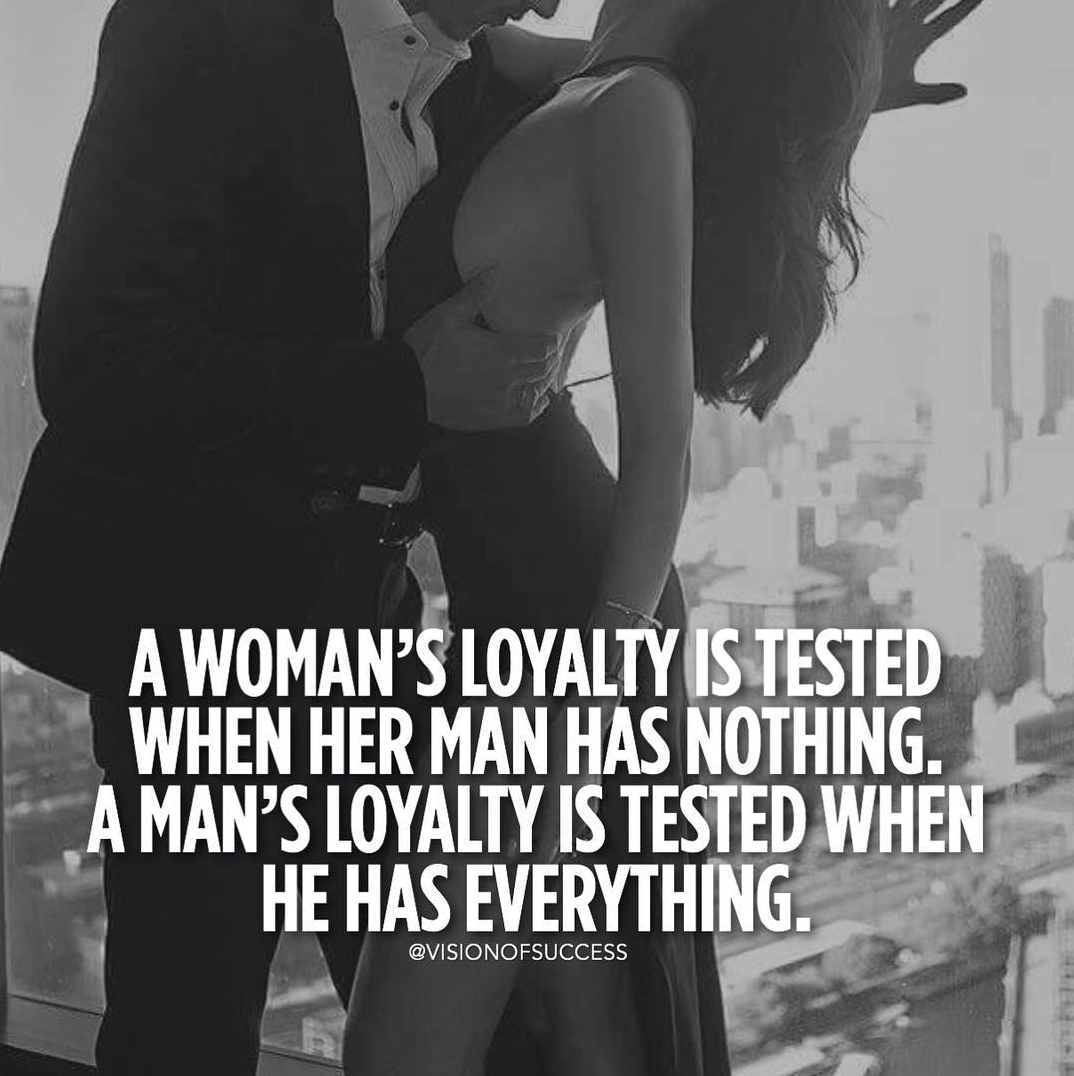 A WOMAN'S LOYALTY IS TESTED
WHEN HER MAN HAS NOTHING.
A MAN'S LOYALTY IS TESTED WHEN
HE HAS EVERYTHING.
@VISIONOFSUCCESS